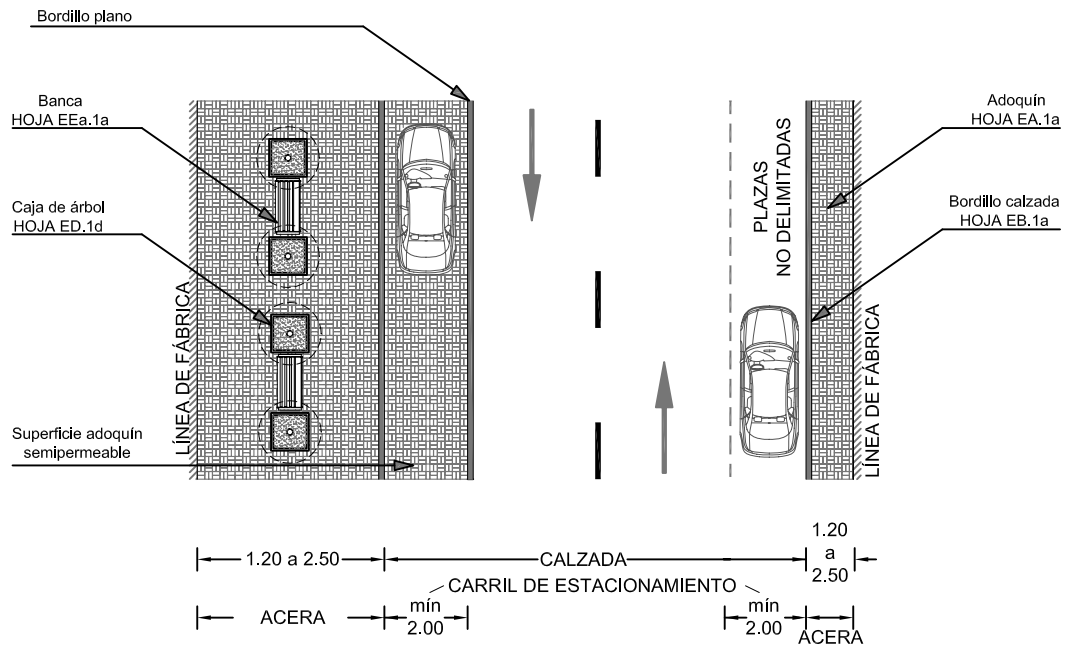 Bordillo plano
Banca
HOJA EEa.1a
Caja de árbol
HOJA ED.1d
LÍNEA DE FÁBRICA
Superficie adoquín
semipermeable
PLAZAS
NO DELIMITADAS
Adoquín
HOJA EA.1a
Bordillo calzada
HOJA EB.1a
LÍNEA DE FÁBRICA
1.20 a 2.50
CALZADA
1.20
a
2.50
CARRIL DE ESTACIONAMIENTO
ACERA
mín
2.00
mín
2.00
ACERA